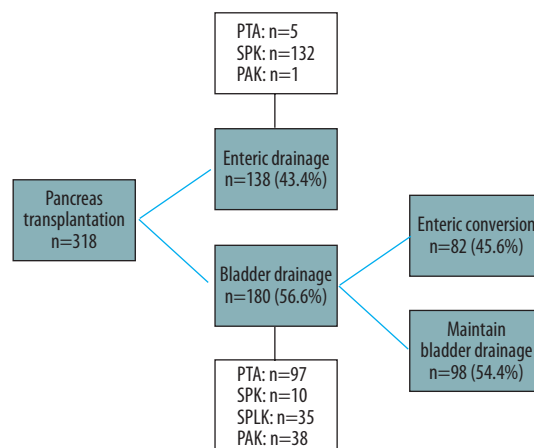 PTA: n=5
SPK: n=132
PAK: n=1
Enteric drainage
n=138 (43.4%)
Pancreas
transplantation
n=318
Enteric conversion
n=82 (45.6%)
Bladder drainage
n=180 (56.6%)
Maintain
bladder drainage
n=98 (54.4%)
PTA: n=97
SPK: n=10
SPLK: n=35
PAK: n=38